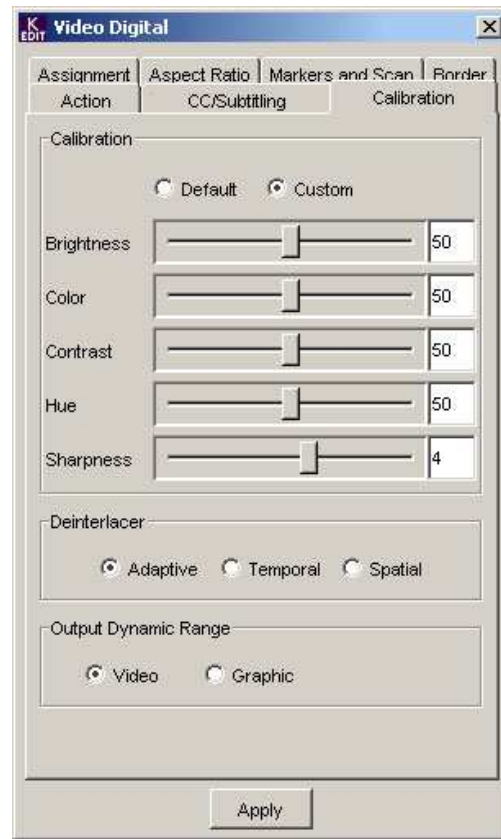 K EDIT Video Digital
Assignment Aspect Ratio Markers and Scan Border
Action CC/Subtitling Calibration
Calibration
Default Custom
Brightness 50
Color 50
Contrast 50
Hue 50
Sharpness 4
Deinterlacer
Adaptive Temporal Spatial
Output Dynamic Range
Video Graphic
Apply